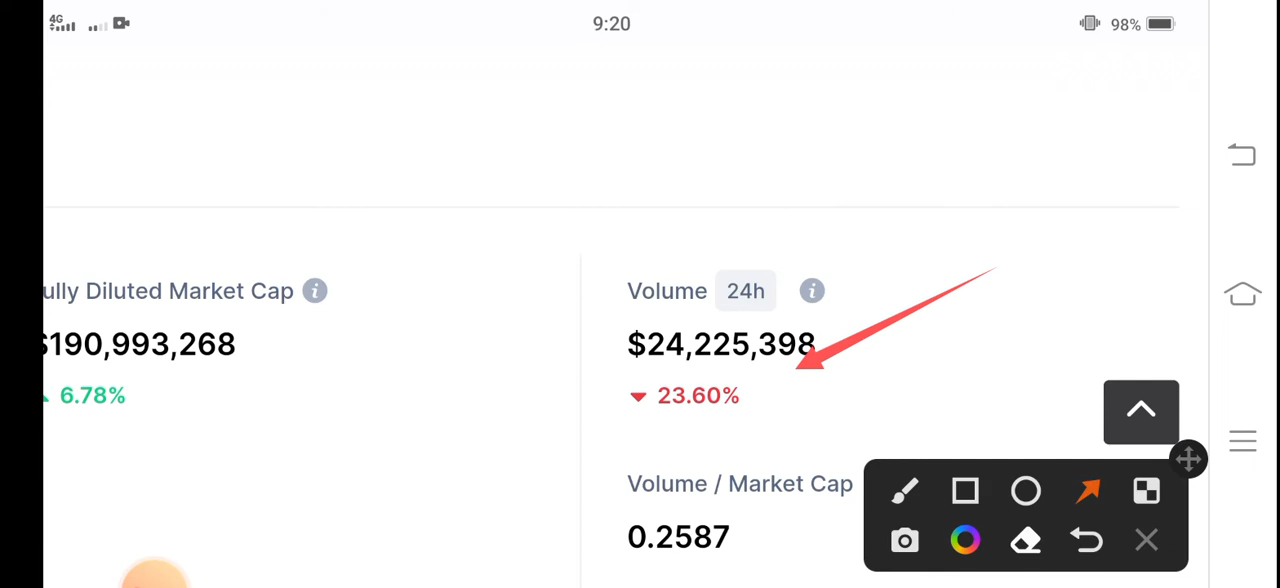 4G
9:20
98%
ully Diluted Market Cap
$190,993,268
6.78%
Volume 24h
$24,225,398
23.60%
Volume / Market Cap
0.2587